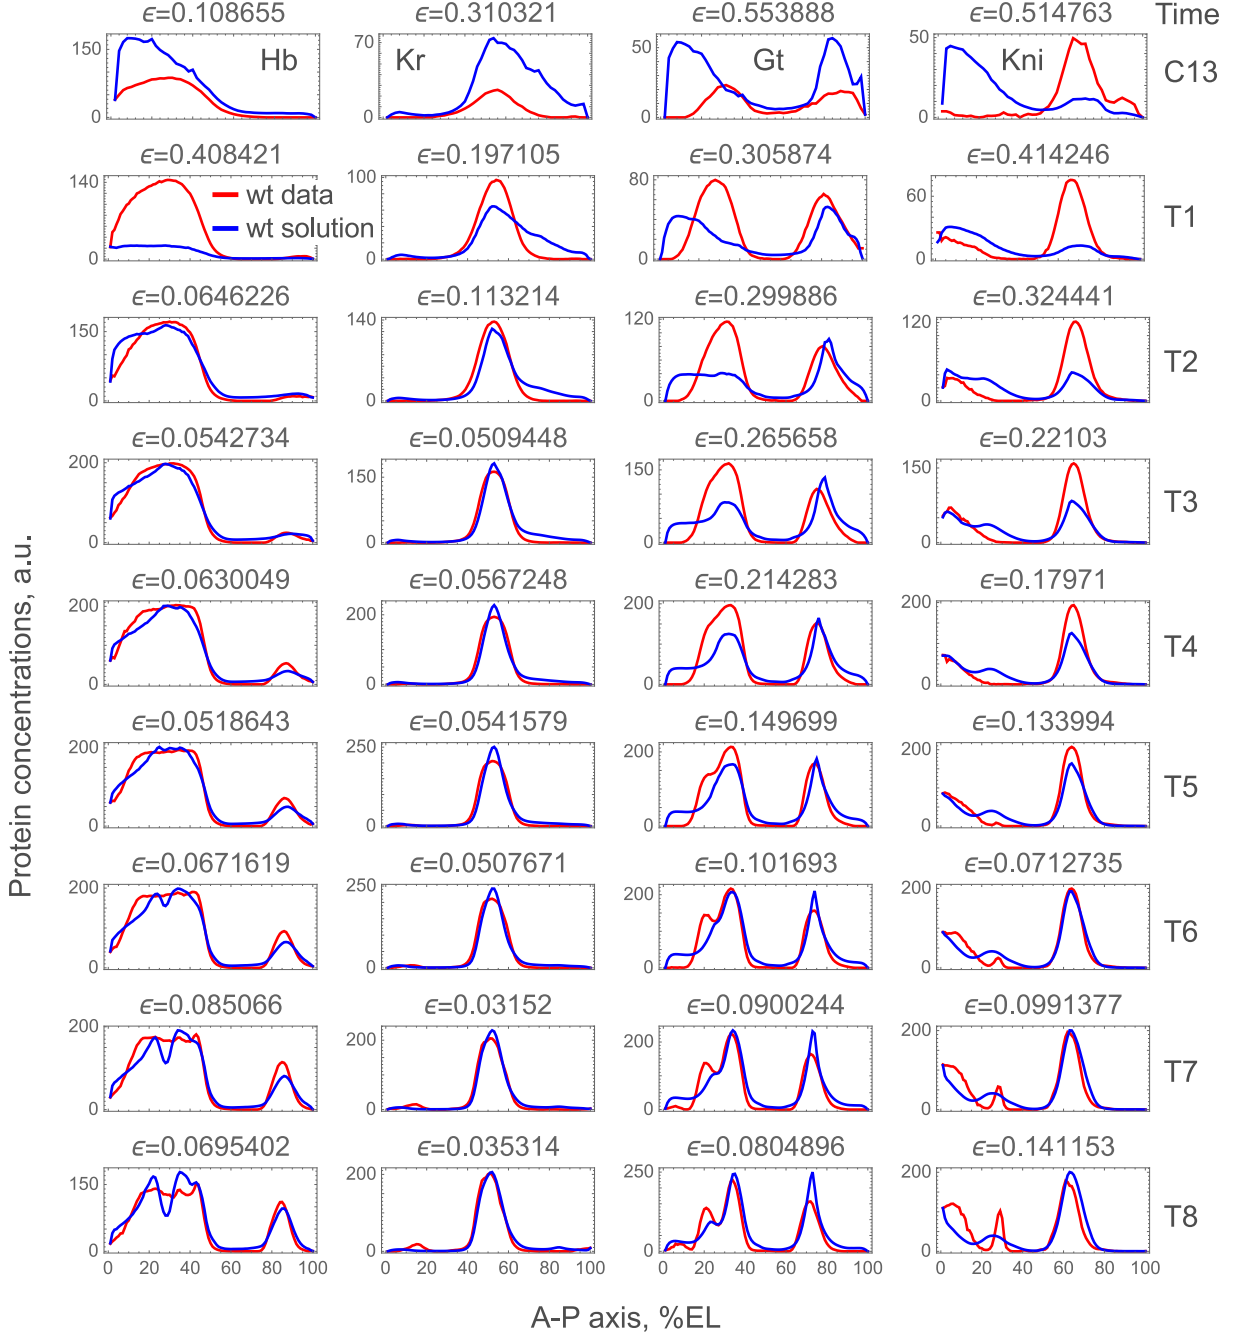 ϵ=0.108655 ϵ=0.310321 ϵ=0.553888 ϵ=0.514763 Time
150 0 Hb 70 0 Kr 50 0 Gt 50 0 Kni C13
ϵ=0.408421 ϵ=0.197105 ϵ=0.305874 ϵ=0.414246
140 0 100 0 80 0 60 0 T1
wt data
wt solution
ϵ=0.0646226 ϵ=0.113214 ϵ=0.299886 ϵ=0.324441
150 0 140 0 120 0 120 0 T2
ϵ=0.0542734 ϵ=0.0509448 ϵ=0.265658 ϵ=0.22103
200 0 150 0 150 0 150 0 T3
ϵ=0.0630049 ϵ=0.0567248 ϵ=0.214283 ϵ=0.17971
200 0 200 0 200 0 200 0 T4
ϵ=0.0518643 ϵ=0.0541579 ϵ=0.149699 ϵ=0.133994
200 0 250 0 200 0 200 0 T5
ϵ=0.0671619 ϵ=0.0507671 ϵ=0.101693 ϵ=0.0712735
200 0 250 0 200 0 200 0 T6
ϵ=0.085066 ϵ=0.03152 ϵ=0.0900244 ϵ=0.0991377
200 0 200 0 200 0 200 0 T7
ϵ=0.0695402 ϵ=0.035314 ϵ=0.0804896 ϵ=0.141153
150 0 200 0 250 0 200 0 T8
0 20 40 60 80 100 0 20 40 60 80 100 0 20 40 60 80 100 0 20 40 60 80 100
A-P axis, %EL
Protein concentrations, a.u.